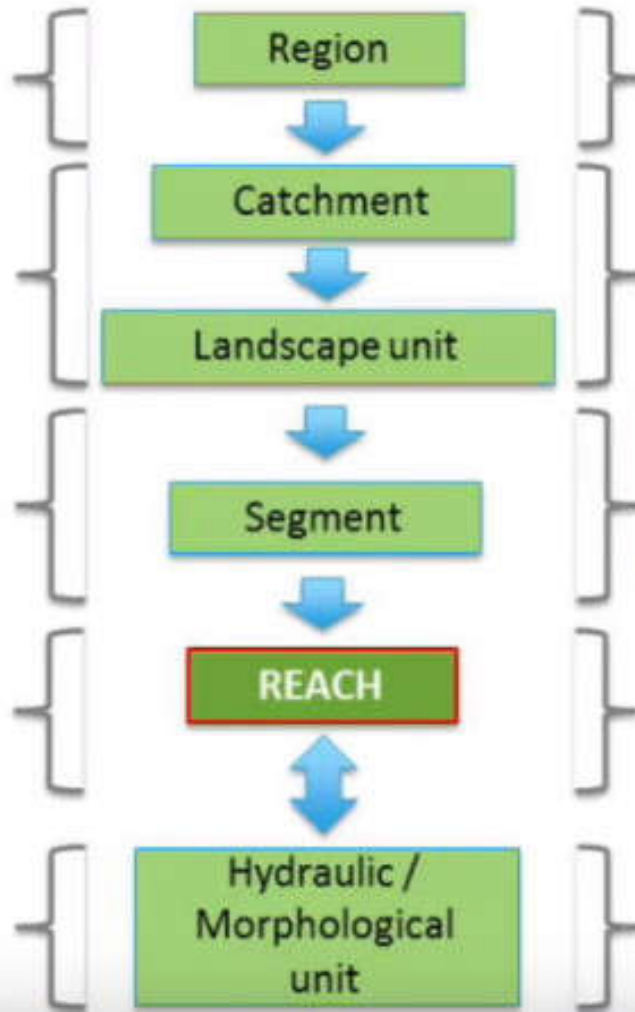 Region
Catchment
Landscape unit
Segment
REACH
Hydraulic /
Morphological
unit